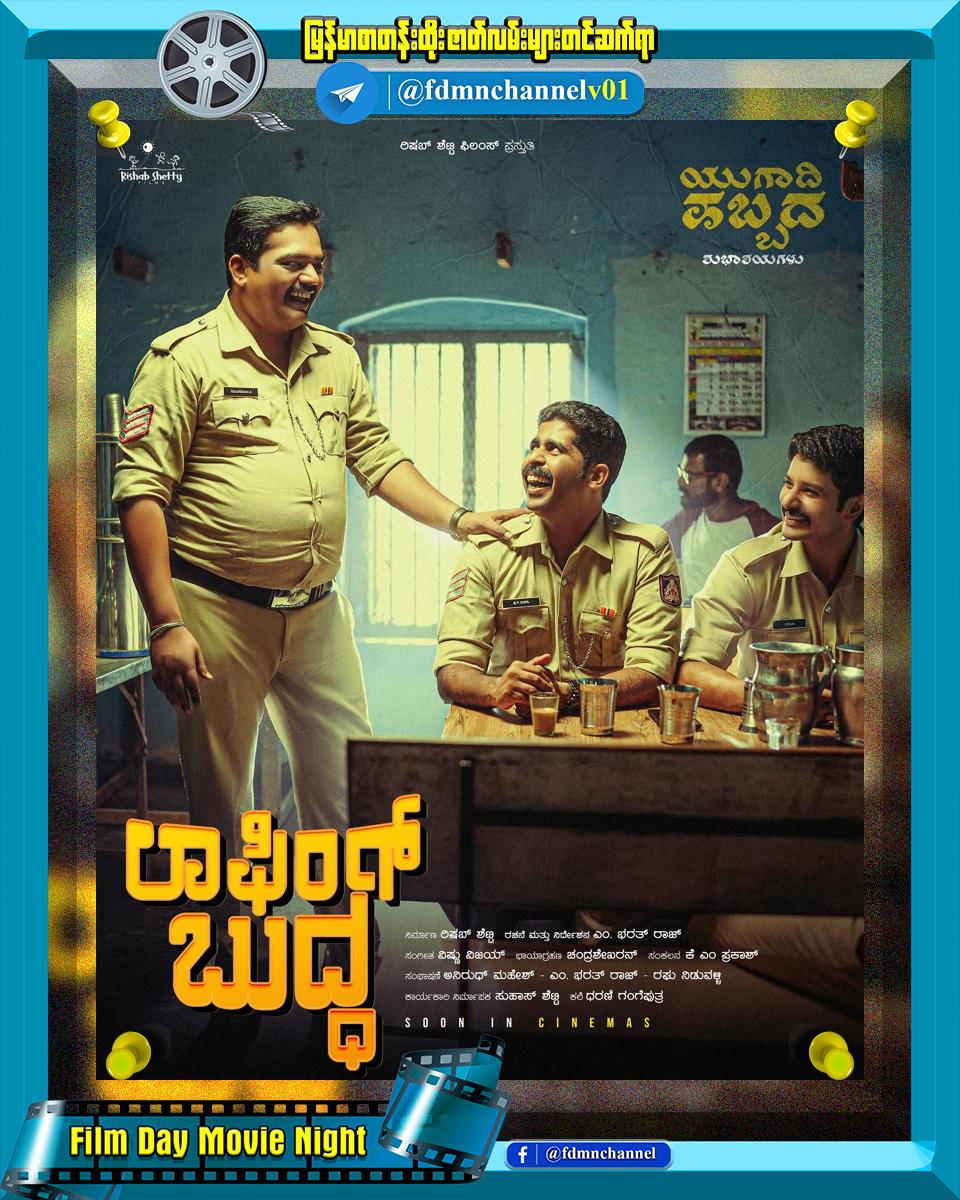 မြန်မာစာတန်းထိုးဇာတ်လမ်းများတင်ဆက်ရာ
@fdmnchannelv01
Rishab Shetty
FILMS
ರಿಷಬ್ ಶೆಟ್ಟಿ ಫಿಲಂಸ್ ಪ್ರಸ್ತುತಿ
ಯುಗಾದಿ
ಹಬ್ಬದ
ಶುಭಾಶಯಗಳು
ಲಾಫಿಂಗ್
ಬುದ್ಧ
ನಿರ್ಮಾಣ ರಿಷಬ್ ಶೆಟ್ಟಿ ರಚನೆ ಮತ್ತು ನಿರ್ದೇಶನ ಎಂ. ಭರತ್ ರಾಜ್
ಸಂಗೀತ ವಿಷ್ಣು ವಿಜಯ್ ಛಾಯಾಗ್ರಹಣ ಚಂದ್ರಶೇಖರನ್ ಸಂಕಲನ ಕೆ ಎಂ ಪ್ರಕಾಶ್
ಸಂಭಾಷಣೆ ಅನಿರುಧ್ ಮಹೇಶ್ - ಎಂ. ಭರತ್ ರಾಜ್ - ರಘು ನಿಡುವಳ್ಳಿ
ಕಾರ್ಯಕಾರಿ ನಿರ್ಮಾಪಕ ಸುಹಾಸ್ ಶೆಟ್ಟಿ ಕಲೆ ಧರಣಿ ಗಂಗೆಪುತ್ರ
SOON IN CINEMAS
Film Day Movie Night
@fdmnchannel